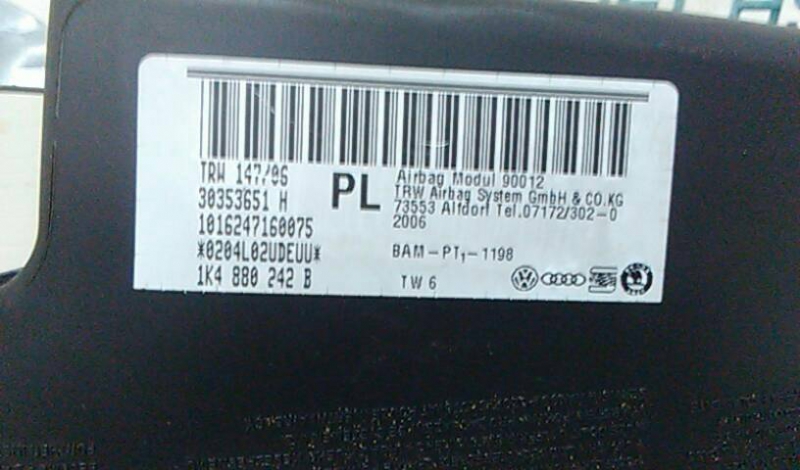 TRW 147/06
30353651 H
1016247160075
*0204L02UDEUU*
1K4 880 242 B
PL
Airbag Modul 90012
TRW Airbag System GmbH & CO.KG
73553 Alfdorf Tel.07172/302-0
2006
BAM-PT₁-1198
TW 6